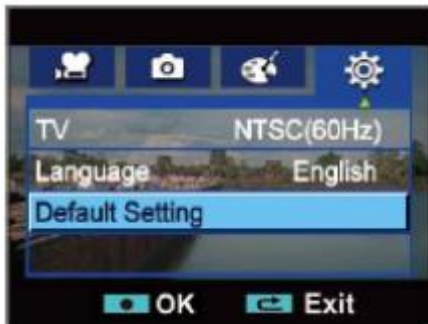 TV NTSC(60Hz)
Language English
Default Setting
OK Exit